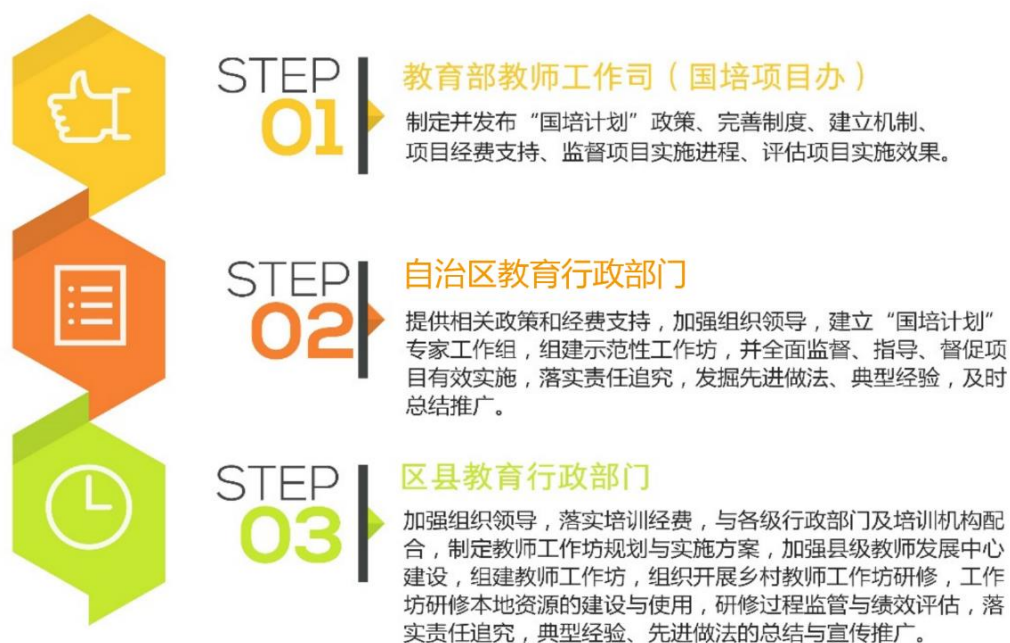 STEP
01
教育部教师工作司（国培项目办）
制定并发布“国培计划”政策、完善制度、建立机制、
项目经费支持、监督项目实施进程、评估项目实施效果。
STEP
02
自治区教育行政部门
提供相关政策和经费支持，加强组织领导，建立“国培计划”
专家工作组，组建示范性工作坊，并全面监督、指导、督促项
目有效实施，落实责任追究，发掘先进做法、典型经验，及时
总结推广。
STEP
03
区县教育行政部门
加强组织领导，落实培训经费，与各级行政部门及培训机构配
合，制定教师工作坊规划与实施方案，加强县级教师发展中心
建设，组建教师工作坊，组织开展乡村教师工作坊研修，工作
坊研修本地资源的建设与使用，研修过程监管与绩效评估，落
实责任追究，典型经验、先进做法的总结与宣传推广。